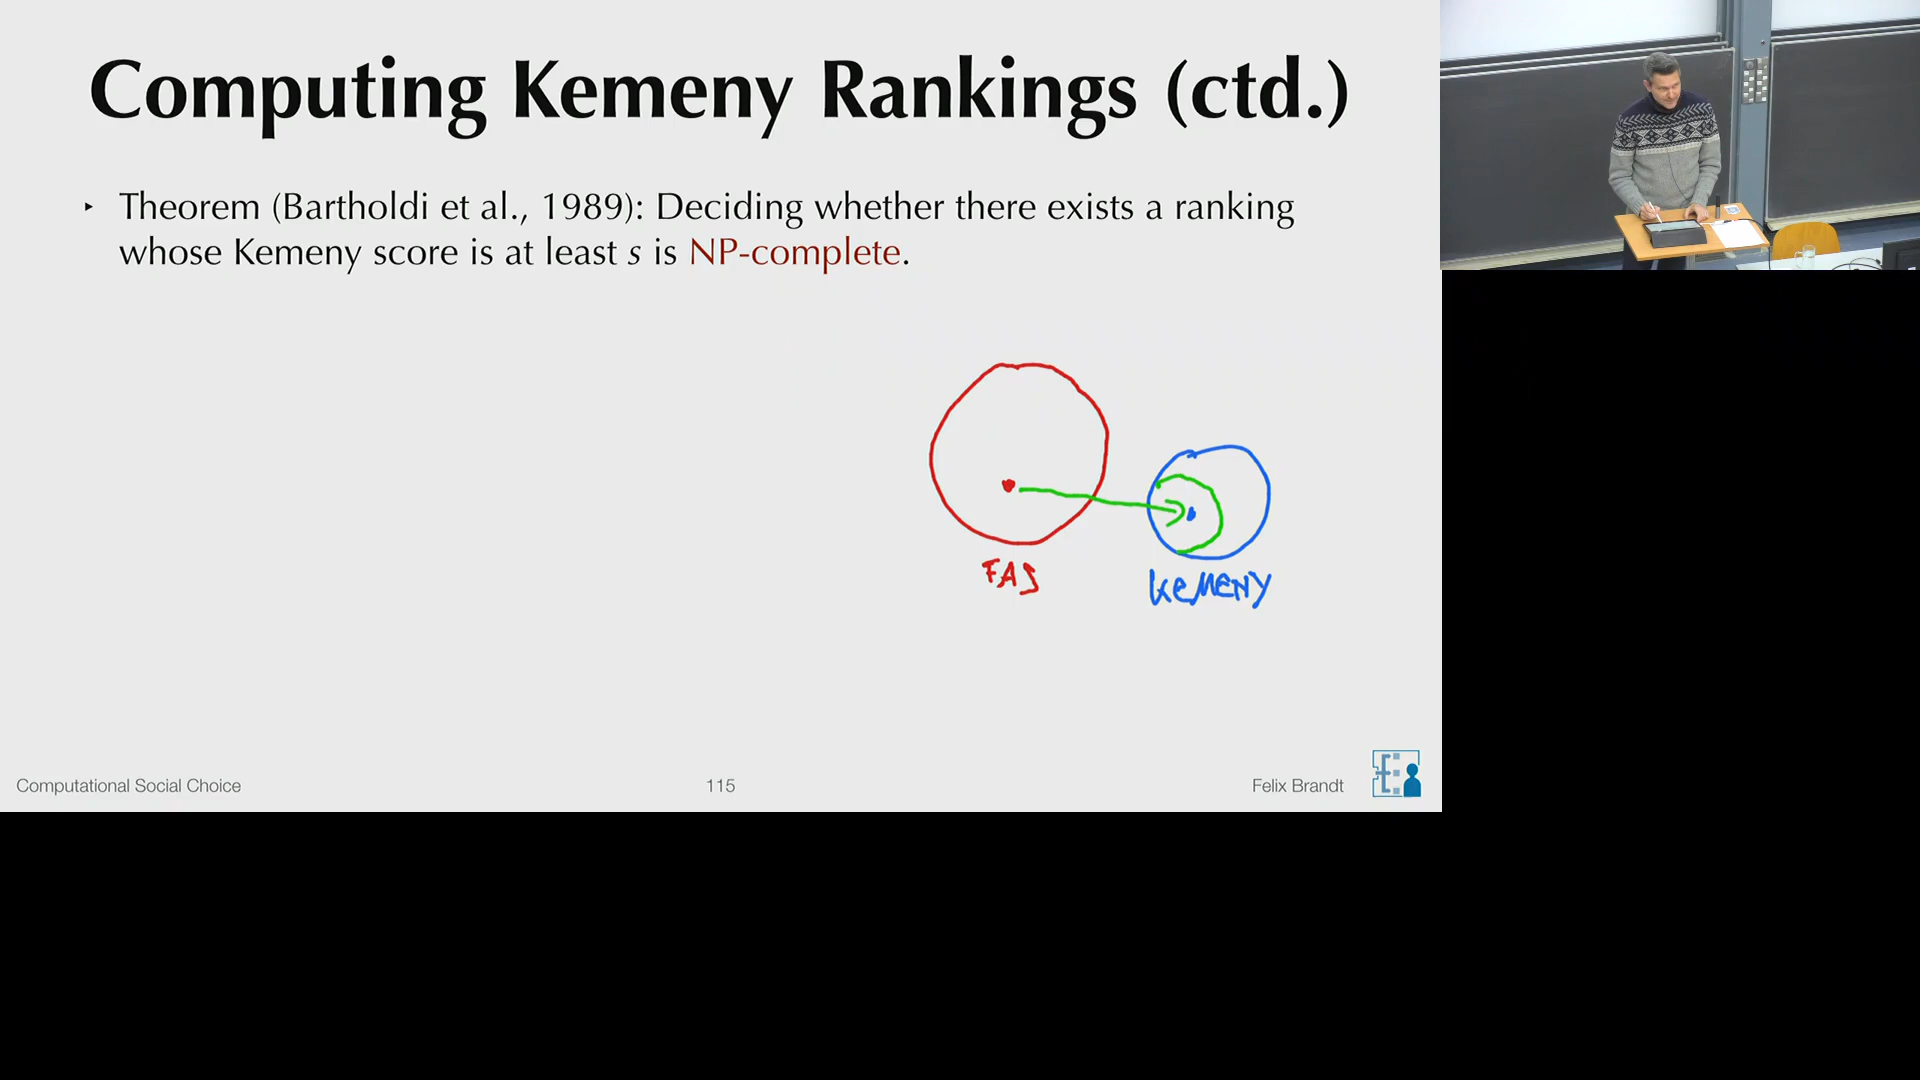 Computing Kemeny Rankings (ctd.)
‣ Theorem (Bartholdi et al., 1989): Deciding whether there exists a ranking
whose Kemeny score is at least s is NP-complete.
FAS
KeMeNY
Computational Social Choice
115
Felix Brandt